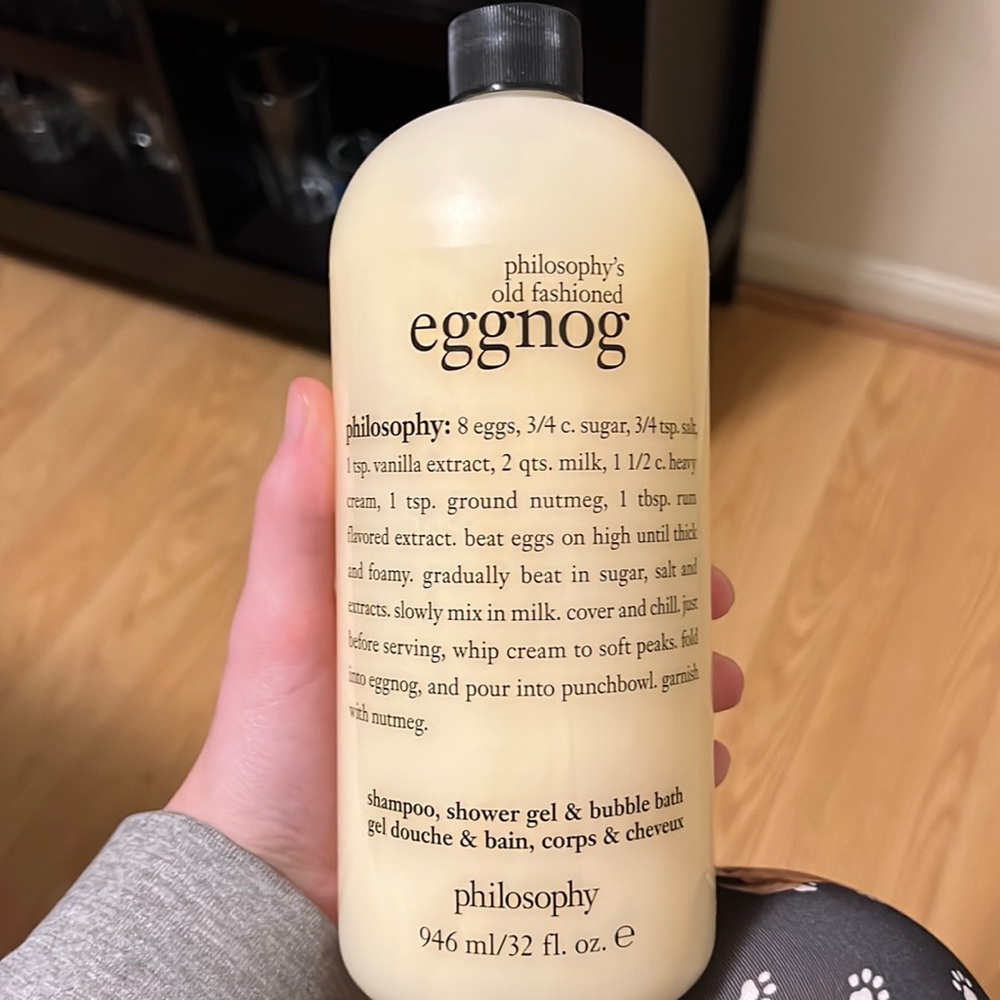 philosophy's
old fashioned
eggnog
philosophy: 8 eggs, 3/4 c. sugar, 3/4 tsp. salt,
1 tsp. vanilla extract, 2 qts. milk, 1 1/2 c. heavy
cream, 1 tsp. ground nutmeg, 1 tbsp. rum
flavored extract. beat eggs on high until thick
and foamy. gradually beat in sugar, salt and
extracts. slowly mix in milk. cover and chill. just
before serving, whip cream to soft peaks. fold
into eggnog, and pour into punchbowl. garnish
with nutmeg.
shampoo, shower gel & bubble bath
gel douche & bain, corps & cheveux
philosophy
946 ml/32 fl. oz. ℮